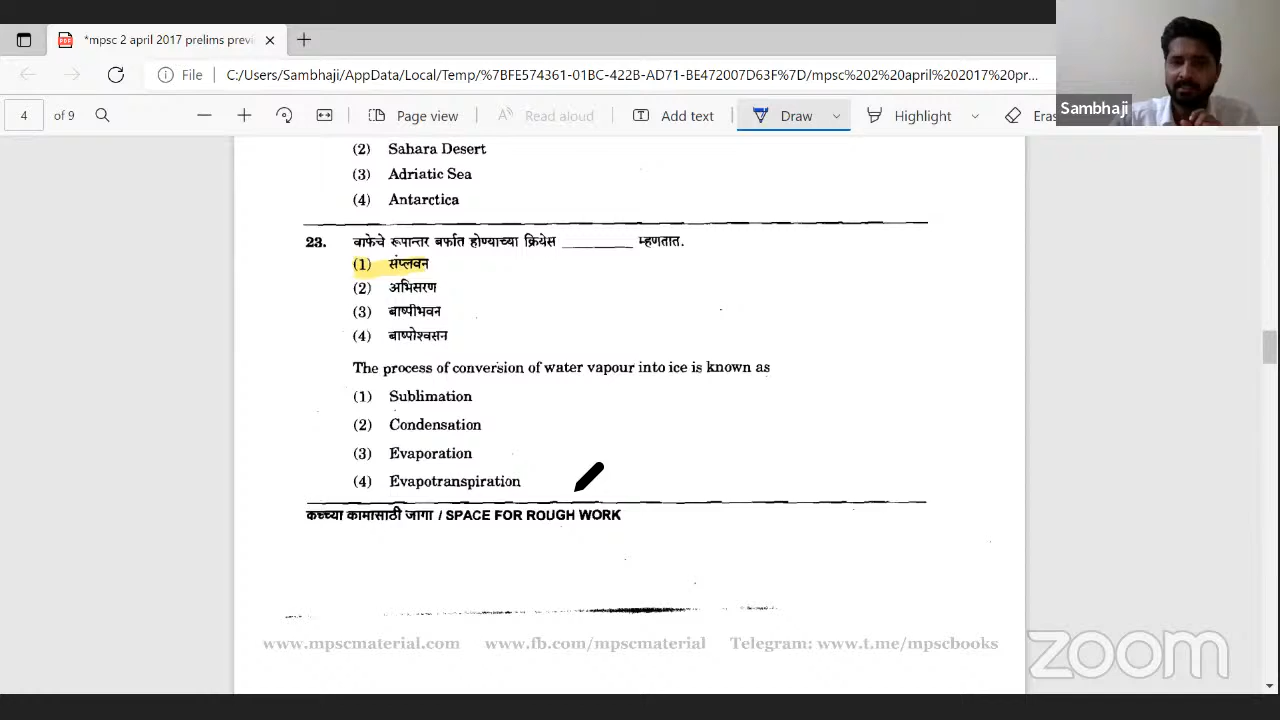 *mpsc 2 april 2017 prelims prev
File C:/Users/Sambhaji/AppData/Local/Temp/%7BFE574361-01BC-422B-AD71-BE472007D63F%7D/mpsc%202%20april%202017%20pr...
4 of 9 Page view Read aloud Add text Draw Highlight Eras
Sambhaji
(2) Sahara Desert
(3) Adriatic Sea
(4) Antarctica
23. वाफेचे रूपान्तर बर्फात होण्याच्या क्रियेस ________ म्हणतात.
(1) संप्लवन
(2) अभिसरण
(3) बाष्पीभवन
(4) बाष्पोश्वसन
The process of conversion of water vapour into ice is known as
(1) Sublimation
(2) Condensation
(3) Evaporation
(4) Evapotranspiration
कच्च्या कामासाठी जागा / SPACE FOR ROUGH WORK
www.mpscmaterial.com www.fb.com/mpscmaterial Telegram: www.t.me/mpscbooks
zoom